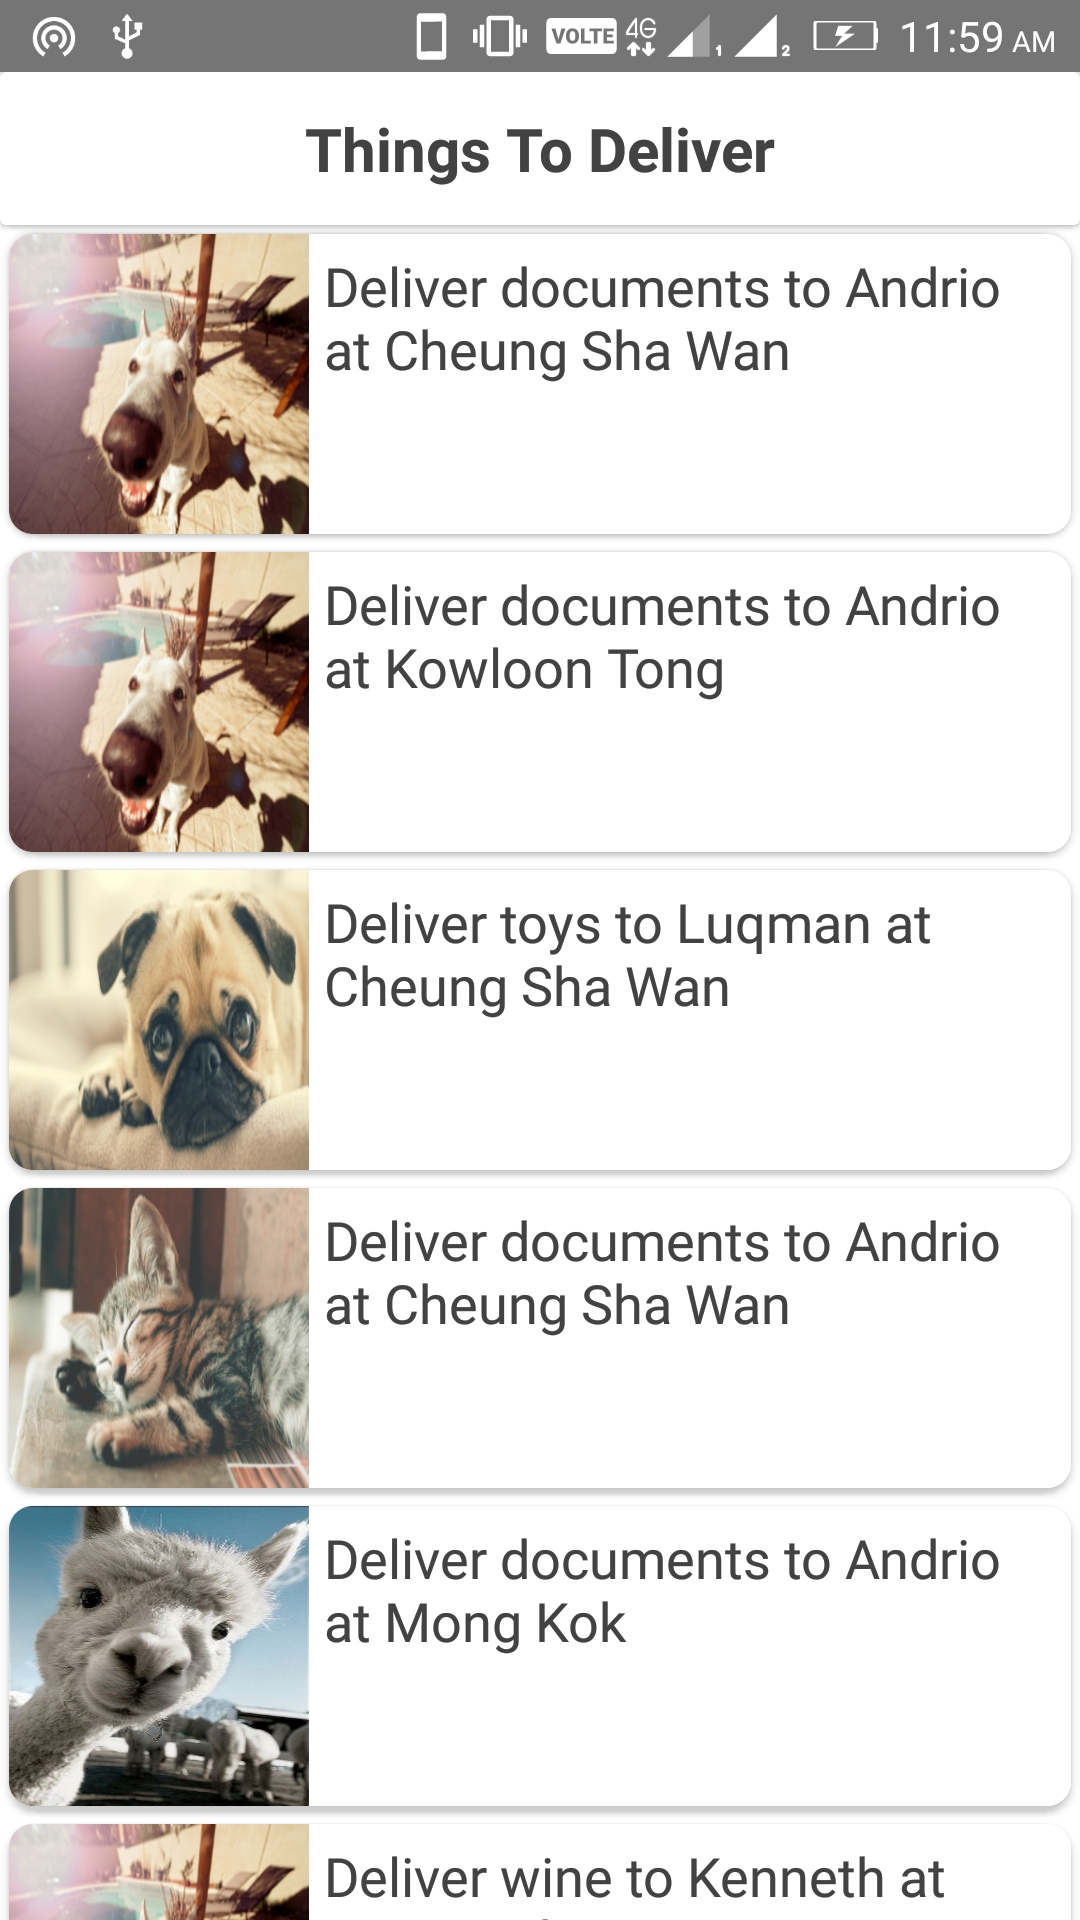 VOLTE 4G 1 2 11:59 AM
Things To Deliver
Deliver documents to Andrio
at Cheung Sha Wan
Deliver documents to Andrio
at Kowloon Tong
Deliver toys to Luqman at
Cheung Sha Wan
Deliver documents to Andrio
at Cheung Sha Wan
Deliver documents to Andrio
at Mong Kok
Deliver wine to Kenneth at